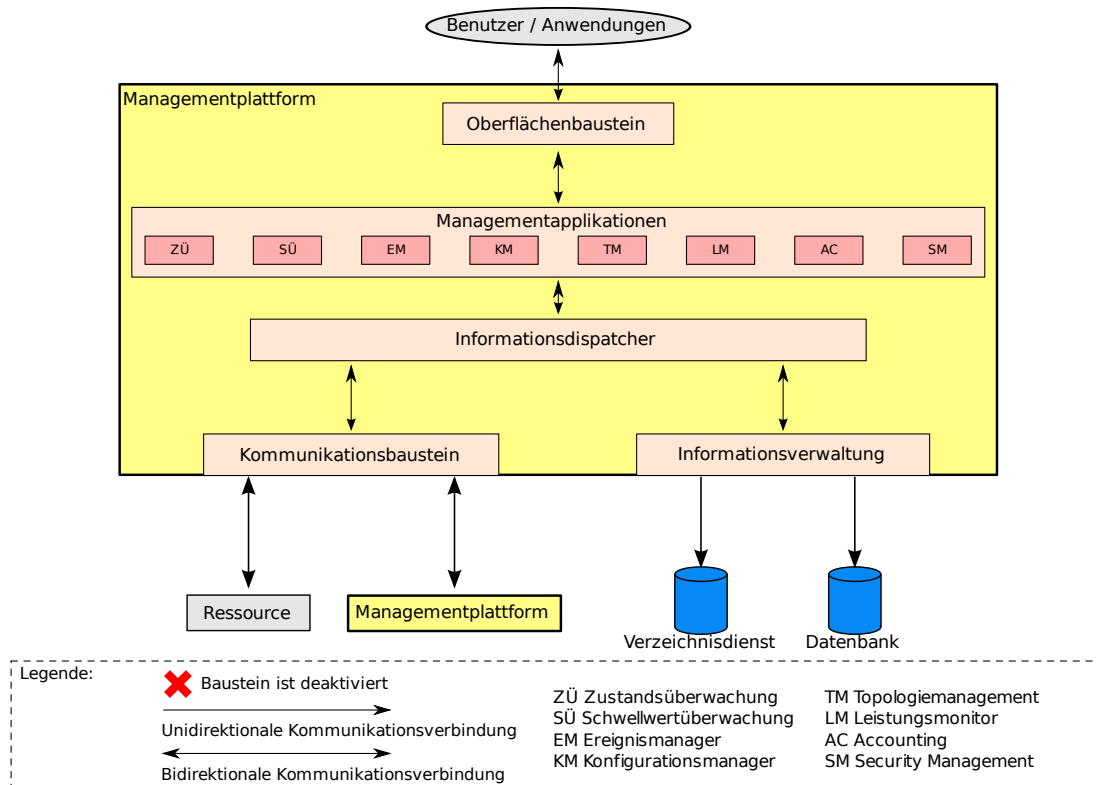 Benutzer / Anwendungen
Managementplattform
Oberflächenbaustein
Managementapplikationen
ZÜ SÜ EM KM TM LM AC SM
Informationsdispatcher
Kommunikationsbaustein
Informationsverwaltung
Ressource
Managementplattform
Verzeichnisdienst
Datenbank
Legende:
Baustein ist deaktiviert
Unidirektionale Kommunikationsverbindung
Bidirektionale Kommunikationsverbindung
ZÜ Zustandsüberwachung
SÜ Schwellwertüberwachung
EM Ereignismanager
KM Konfigurationsmanager
TM Topologiemanagement
LM Leistungsmonitor
AC Accounting
SM Security Management